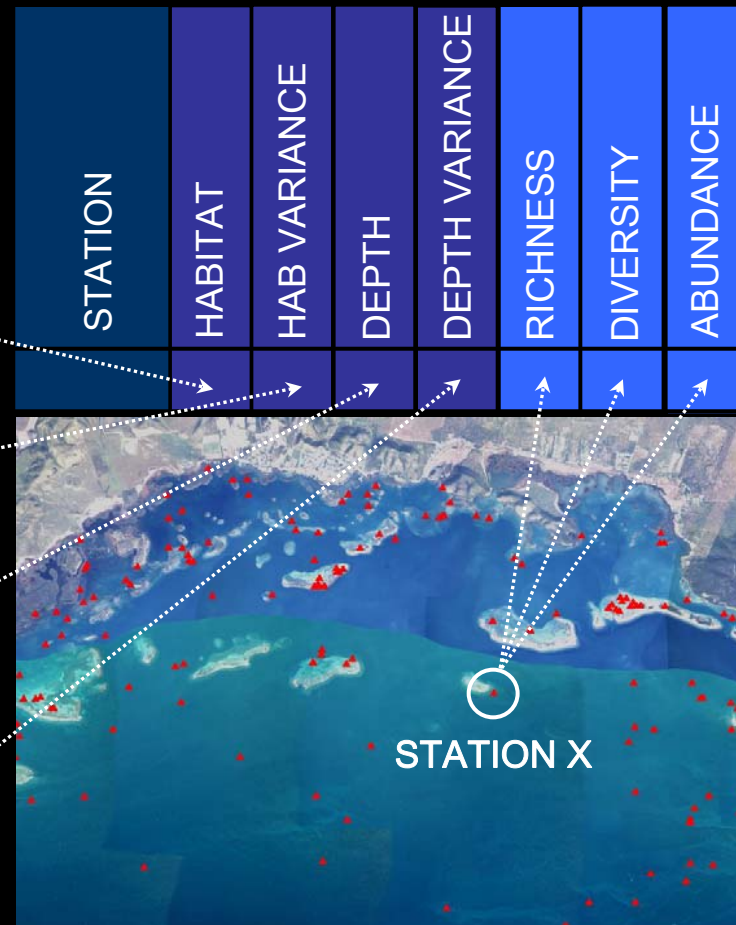 STATION
HABITAT
HAB VARIANCE
DEPTH
DEPTH VARIANCE
RICHNESS
DIVERSITY
ABUNDANCE
STATION X